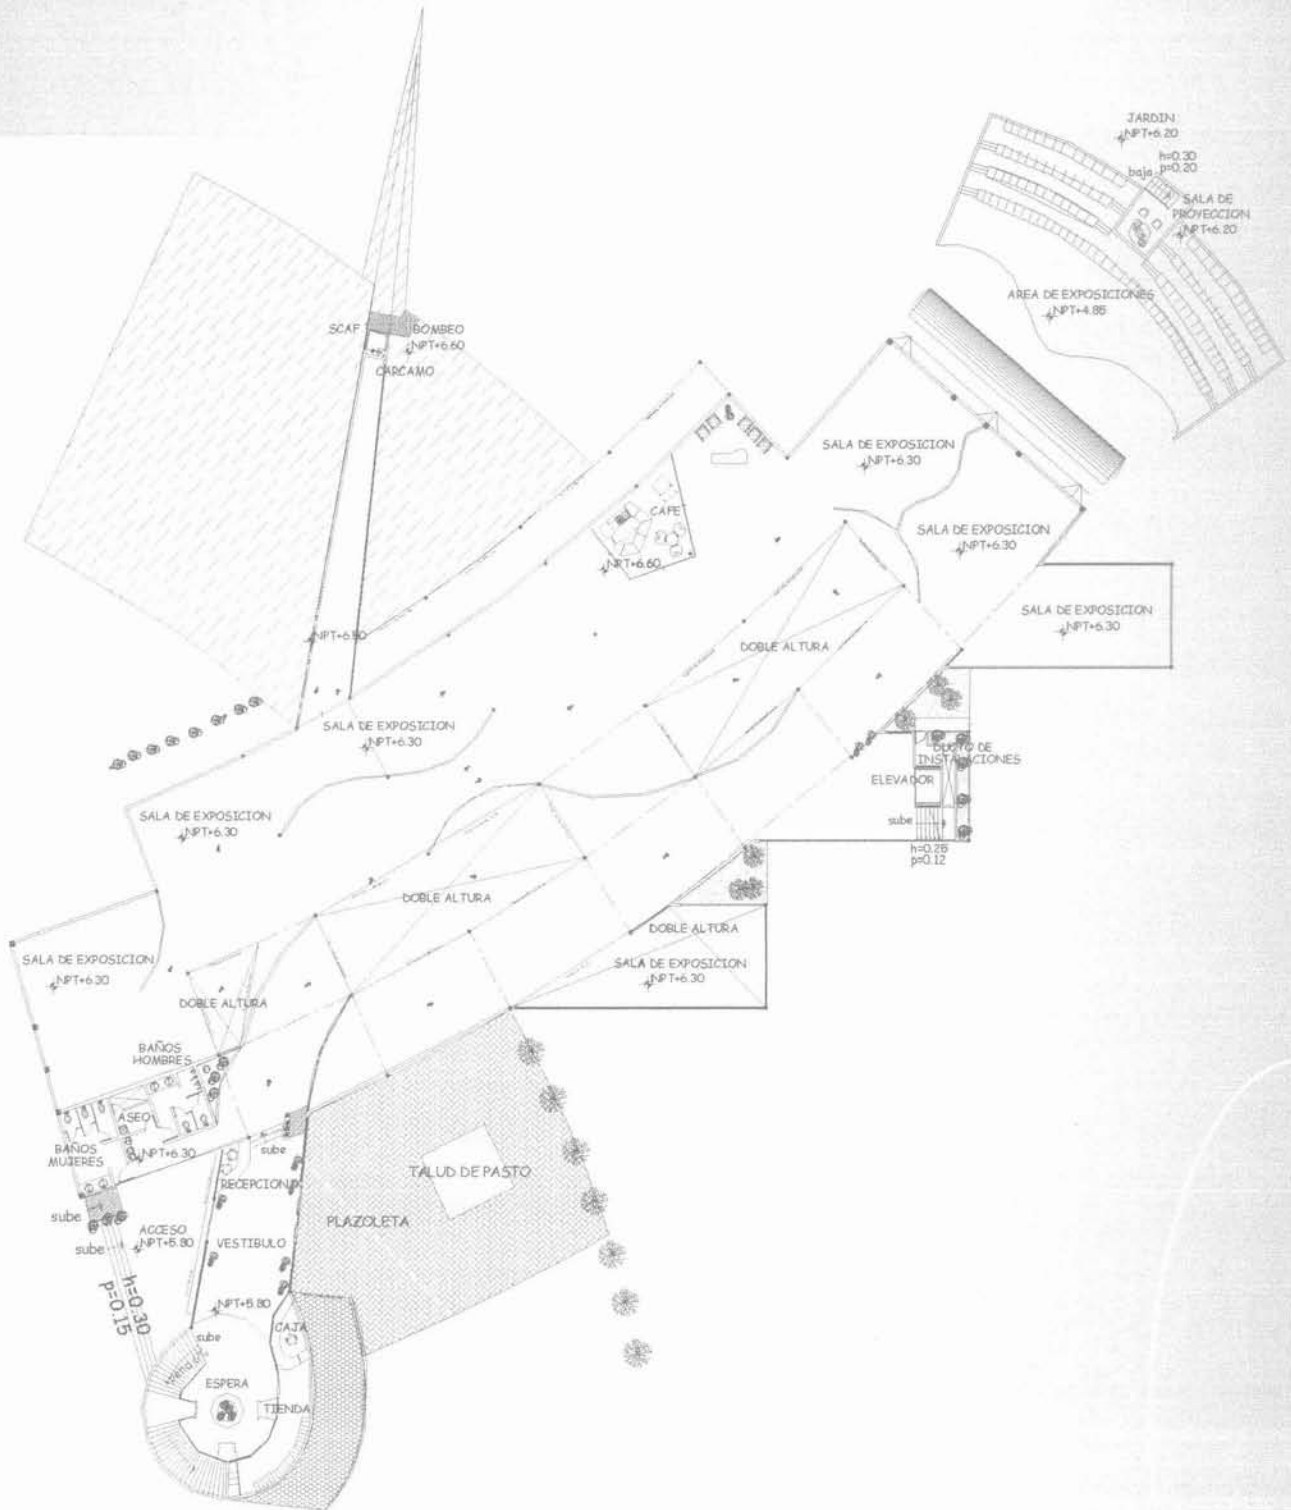 JARDIN
NPT+6.20
h=0.30
p=0.20
baja
SALA DE
PROYECCION
NPT+6.20
AREA DE EXPOSICIONES
NPT+4.85
SCAF
BOMBEO
NPT+6.60
CARCAMO
SALA DE EXPOSICION
NPT+6.30
CAFE
NPT+6.60
SALA DE EXPOSICION
NPT+6.30
SALA DE EXPOSICION
NPT+6.30
DOBLE ALTURA
SALA DE EXPOSICION
NPT+6.30
DUCTO DE
INSTALACIONES
ELEVADOR
sube
h=0.25
p=0.12
SALA DE EXPOSICION
NPT+6.30
DOBLE ALTURA
DOBLE ALTURA
SALA DE EXPOSICION
NPT+6.30
SALA DE EXPOSICION
NPT+6.30
DOBLE ALTURA
BAÑOS
HOMBRES
ASEO
BAÑOS
MUJERES
NPT+6.30
sube
RECEPCION
TALUD DE PASTO
PLAZOLETA
sube
ACCESO
NPT+5.80
sube
VESTIBULO
h=0.30
p=0.15
NPT+5.80
CAJA
sube
ESPERA
TIENDA